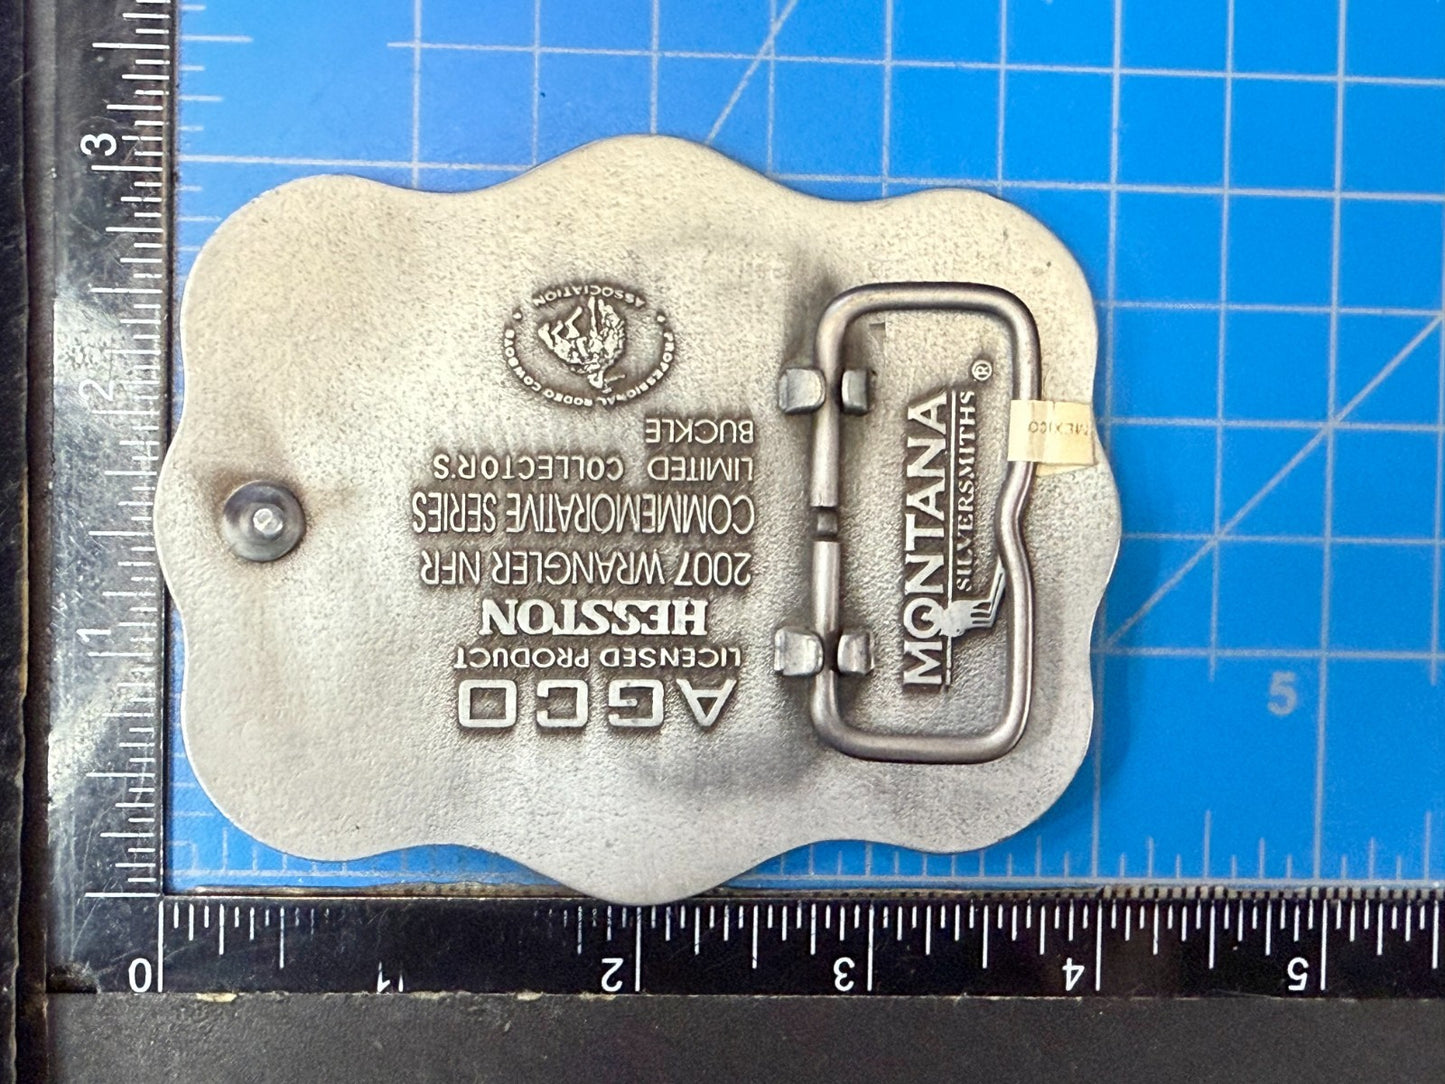 AGCO
LICENSED PRODUCT
HESSTON
2007 WRANGLER NFR
COMMEMORATIVE SERIES
LIMITED COLLECTOR'S
BUCKLE
PROFESSIONAL RODEO COWBOYS
ASSOCIATION
MONTANA
SILVERSMITHS ®
MEXICO
3
2
1
0
1
2
3
4
5
5